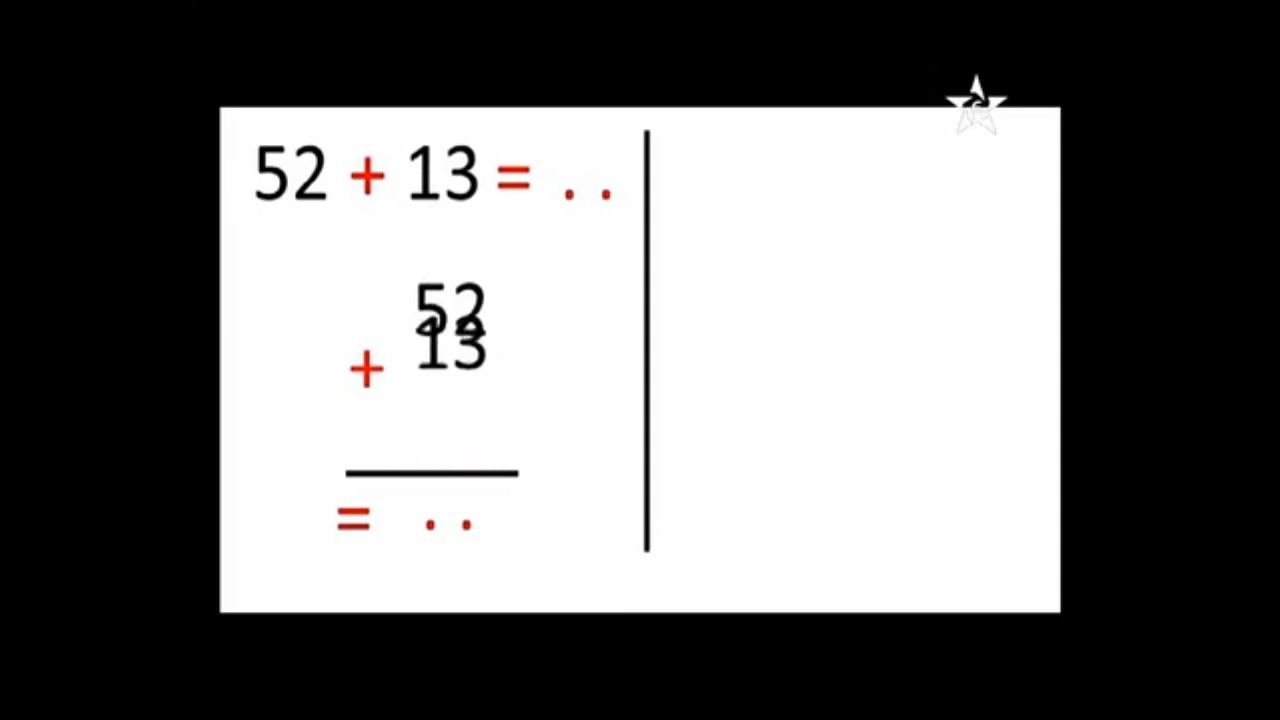 52 + 13 = . .
52
+ 13
= . .